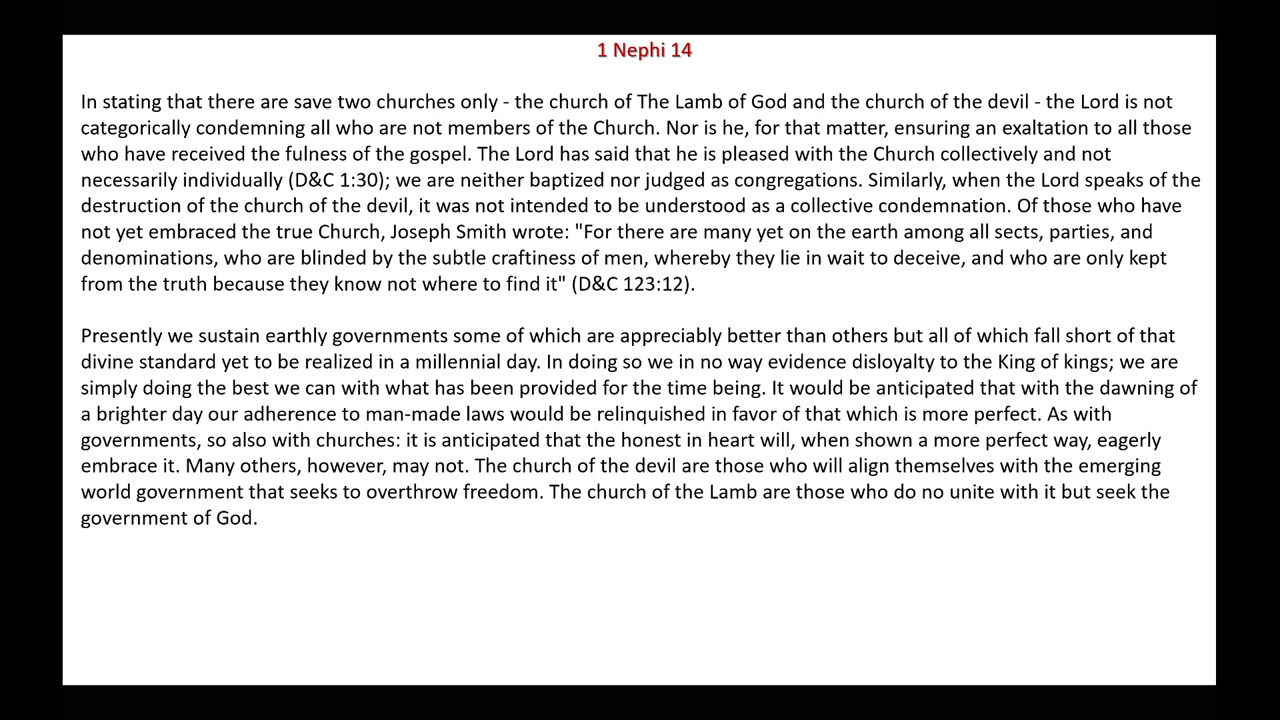 1 Nephi 14
In stating that there are save two churches only - the church of The Lamb of God and the church of the devil - the Lord is not
categorically condemning all who are not members of the Church. Nor is he, for that matter, ensuring an exaltation to all those
who have received the fulness of the gospel. The Lord has said that he is pleased with the Church collectively and not
necessarily individually (D&C 1:30); we are neither baptized nor judged as congregations. Similarly, when the Lord speaks of the
destruction of the church of the devil, it was not intended to be understood as a collective condemnation. Of those who have
not yet embraced the true Church, Joseph Smith wrote: "For there are many yet on the earth among all sects, parties, and
denominations, who are blinded by the subtle craftiness of men, whereby they lie in wait to deceive, and who are only kept
from the truth because they know not where to find it" (D&C 123:12).
Presently we sustain earthly governments some of which are appreciably better than others but all of which fall short of that
divine standard yet to be realized in a millennial day. In doing so we in no way evidence disloyalty to the King of kings; we are
simply doing the best we can with what has been provided for the time being. It would be anticipated that with the dawning of
a brighter day our adherence to man-made laws would be relinquished in favor of that which is more perfect. As with
governments, so also with churches: it is anticipated that the honest in heart will, when shown a more perfect way, eagerly
embrace it. Many others, however, may not. The church of the devil are those who will align themselves with the emerging
world government that seeks to overthrow freedom. The church of the Lamb are those who do no unite with it but seek the
government of God.